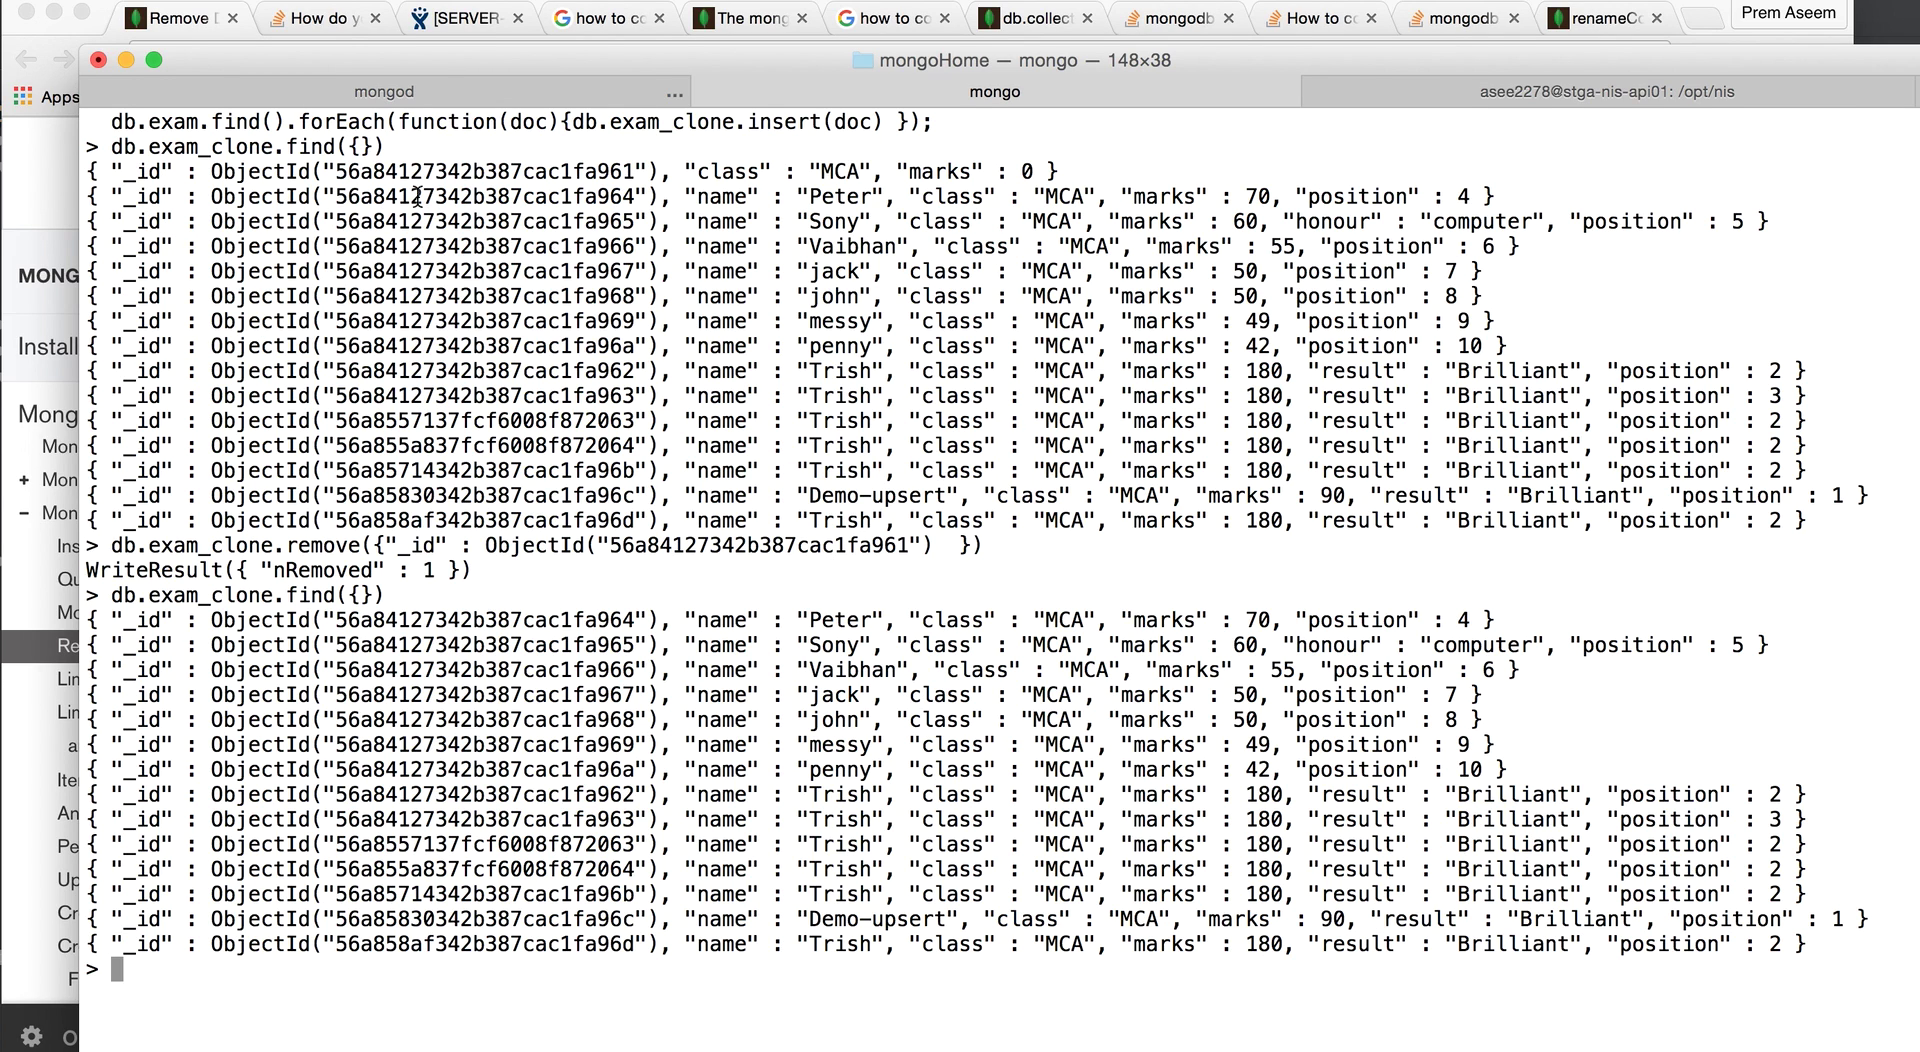 Remove D
How do y
[SERVER-
how to co
The mong
how to co
db.collect
mongodb
How to co
mongodb
renameCo
Prem Aseem
mongoHome — mongo — 148×38
Apps
mongod
...
mongo
asee2278@stga-nis-api01: /opt/nis
db.exam.find().forEach(function(doc){db.exam_clone.insert(doc) });
> db.exam_clone.find({})
{ "_id" : ObjectId("56a84127342b387cac1fa961"), "class" : "MCA", "marks" : 0 }
{ "_id" : ObjectId("56a84127342b387cac1fa964"), "name" : "Peter", "class" : "MCA", "marks" : 70, "position" : 4 }
{ "_id" : ObjectId("56a84127342b387cac1fa965"), "name" : "Sony", "class" : "MCA", "marks" : 60, "honour" : "computer", "position" : 5 }
{ "_id" : ObjectId("56a84127342b387cac1fa966"), "name" : "Vaibhan", "class" : "MCA", "marks" : 55, "position" : 6 }
{ "_id" : ObjectId("56a84127342b387cac1fa967"), "name" : "jack", "class" : "MCA", "marks" : 50, "position" : 7 }
{ "_id" : ObjectId("56a84127342b387cac1fa968"), "name" : "john", "class" : "MCA", "marks" : 50, "position" : 8 }
{ "_id" : ObjectId("56a84127342b387cac1fa969"), "name" : "messy", "class" : "MCA", "marks" : 49, "position" : 9 }
{ "_id" : ObjectId("56a84127342b387cac1fa96a"), "name" : "penny", "class" : "MCA", "marks" : 42, "position" : 10 }
{ "_id" : ObjectId("56a84127342b387cac1fa962"), "name" : "Trish", "class" : "MCA", "marks" : 180, "result" : "Brilliant", "position" : 2 }
{ "_id" : ObjectId("56a84127342b387cac1fa963"), "name" : "Trish", "class" : "MCA", "marks" : 180, "result" : "Brilliant", "position" : 3 }
{ "_id" : ObjectId("56a8557137fcf6008f872063"), "name" : "Trish", "class" : "MCA", "marks" : 180, "result" : "Brilliant", "position" : 2 }
{ "_id" : ObjectId("56a855a837fcf6008f872064"), "name" : "Trish", "class" : "MCA", "marks" : 180, "result" : "Brilliant", "position" : 2 }
{ "_id" : ObjectId("56a85714342b387cac1fa96b"), "name" : "Trish", "class" : "MCA", "marks" : 180, "result" : "Brilliant", "position" : 2 }
{ "_id" : ObjectId("56a85830342b387cac1fa96c"), "name" : "Demo-upsert", "class" : "MCA", "marks" : 90, "result" : "Brilliant", "position" : 1 }
{ "_id" : ObjectId("56a858af342b387cac1fa96d"), "name" : "Trish", "class" : "MCA", "marks" : 180, "result" : "Brilliant", "position" : 2 }
> db.exam_clone.remove({"_id" : ObjectId("56a84127342b387cac1fa961")  })
WriteResult({ "nRemoved" : 1 })
> db.exam_clone.find({})
{ "_id" : ObjectId("56a84127342b387cac1fa964"), "name" : "Peter", "class" : "MCA", "marks" : 70, "position" : 4 }
{ "_id" : ObjectId("56a84127342b387cac1fa965"), "name" : "Sony", "class" : "MCA", "marks" : 60, "honour" : "computer", "position" : 5 }
{ "_id" : ObjectId("56a84127342b387cac1fa966"), "name" : "Vaibhan", "class" : "MCA", "marks" : 55, "position" : 6 }
{ "_id" : ObjectId("56a84127342b387cac1fa967"), "name" : "jack", "class" : "MCA", "marks" : 50, "position" : 7 }
{ "_id" : ObjectId("56a84127342b387cac1fa968"), "name" : "john", "class" : "MCA", "marks" : 50, "position" : 8 }
{ "_id" : ObjectId("56a84127342b387cac1fa969"), "name" : "messy", "class" : "MCA", "marks" : 49, "position" : 9 }
{ "_id" : ObjectId("56a84127342b387cac1fa96a"), "name" : "penny", "class" : "MCA", "marks" : 42, "position" : 10 }
{ "_id" : ObjectId("56a84127342b387cac1fa962"), "name" : "Trish", "class" : "MCA", "marks" : 180, "result" : "Brilliant", "position" : 2 }
{ "_id" : ObjectId("56a84127342b387cac1fa963"), "name" : "Trish", "class" : "MCA", "marks" : 180, "result" : "Brilliant", "position" : 3 }
{ "_id" : ObjectId("56a8557137fcf6008f872063"), "name" : "Trish", "class" : "MCA", "marks" : 180, "result" : "Brilliant", "position" : 2 }
{ "_id" : ObjectId("56a855a837fcf6008f872064"), "name" : "Trish", "class" : "MCA", "marks" : 180, "result" : "Brilliant", "position" : 2 }
{ "_id" : ObjectId("56a85714342b387cac1fa96b"), "name" : "Trish", "class" : "MCA", "marks" : 180, "result" : "Brilliant", "position" : 2 }
{ "_id" : ObjectId("56a85830342b387cac1fa96c"), "name" : "Demo-upsert", "class" : "MCA", "marks" : 90, "result" : "Brilliant", "position" : 1 }
{ "_id" : ObjectId("56a858af342b387cac1fa96d"), "name" : "Trish", "class" : "MCA", "marks" : 180, "result" : "Brilliant", "position" : 2 }
>
MONG
Install
Mong
Mon
+ Mon
− Mon
Ins
Qu
Mo
Re
Lin
Lin
a
Ite
An
Pe
Up
Cr
Cr
F